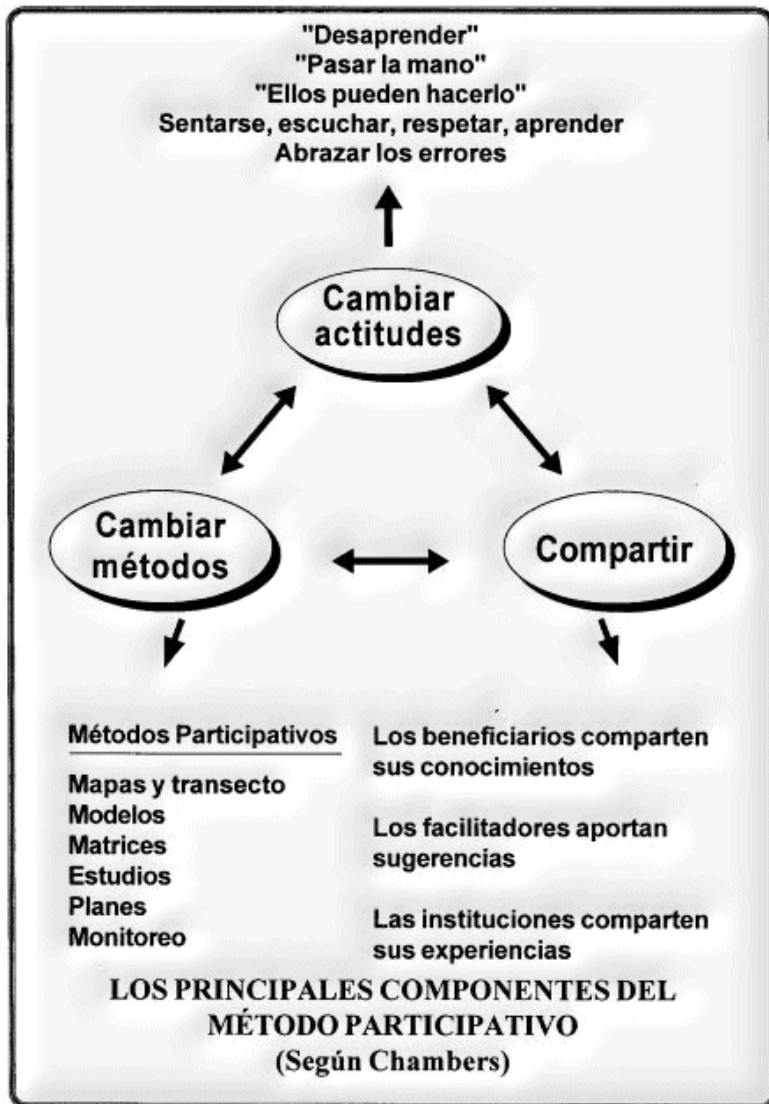 "Desaprender"
"Pasar la mano"
"Ellos pueden hacerlo"
Sentarse, escuchar, respetar, aprender
Abrazar los errores
Cambiar
actitudes
Cambiar
métodos
Compartir
Métodos Participativos
Mapas y transecto
Modelos
Matrices
Estudios
Planes
Monitoreo
Los beneficiarios comparten
sus conocimientos
Los facilitadores aportan
sugerencias
Las instituciones comparten
sus experiencias
LOS PRINCIPALES COMPONENTES DEL
MÉTODO PARTICIPATIVO
(Según Chambers)